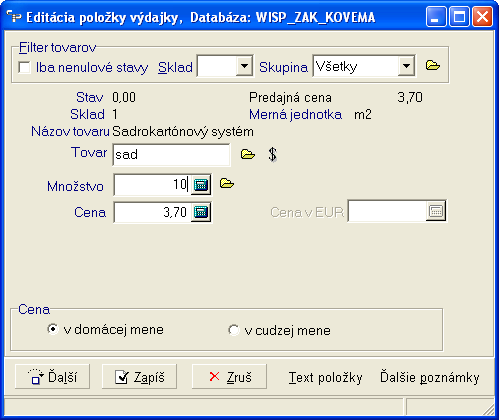 Editácia položky výdajky, Databáza: WISP_ZAK_KOVEMA
Filter tovarov
Iba nenulové stavy Sklad Skupina Všetky
Stav 0,00 Predajná cena 3,70
Sklad 1 Merná jednotka m2
Názov tovaru Sadrokartónový systém
Tovar sad $
Množstvo 10
Cena 3,70 Cena v EUR
Cena
v domácej mene v cudzej mene
Ďalší Zapíš Zruš Text položky Ďalšie poznámky